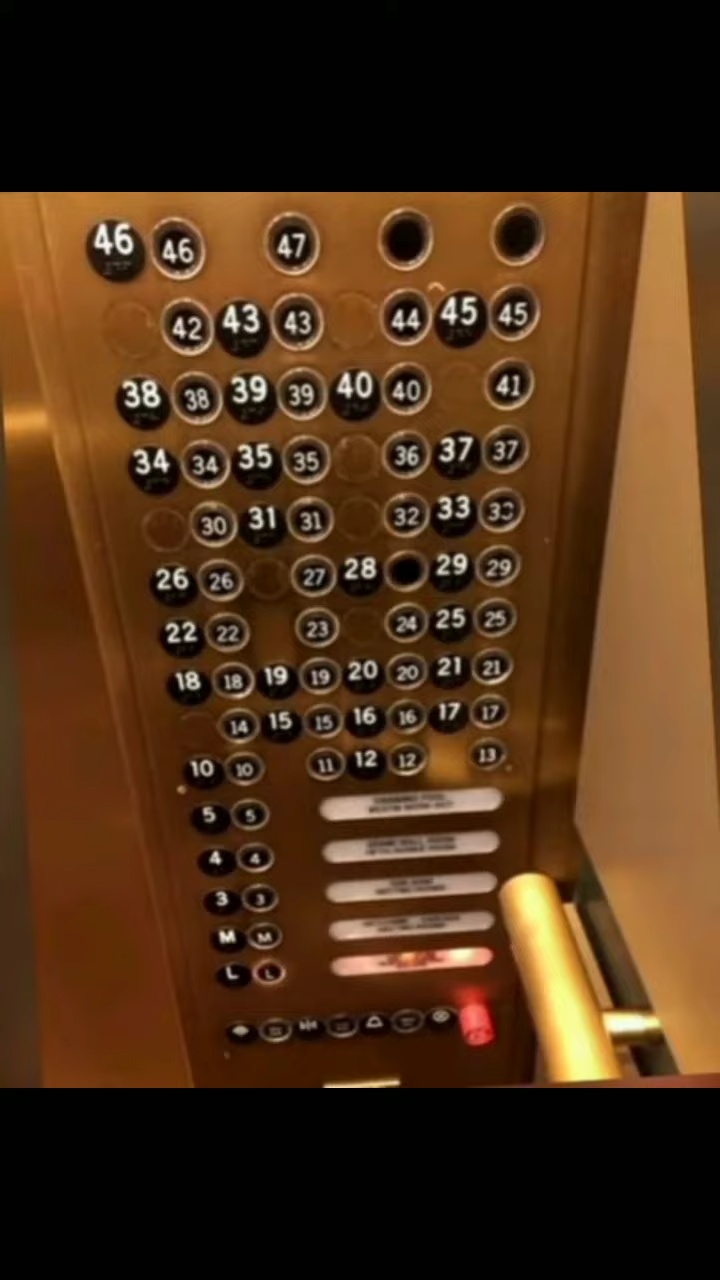 46 46 47
42 43 43 44 45 45
38 38 39 39 40 40 41
34 34 35 35 36 37 37
30 31 31 32 33 33
26 26 27 28 29 29
22 22 23 24 25 25
18 18 19 19 20 20 21 21
14 15 15 16 16 17 17
10 10 11 12 12 13
5 5
4 4
3 3
M M
L L